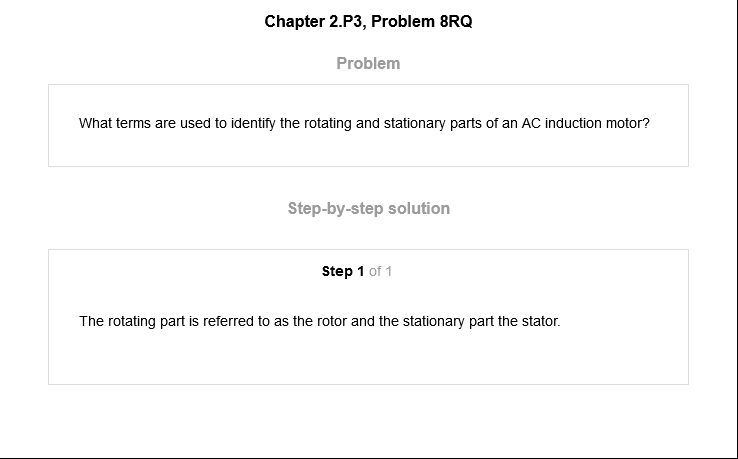 Chapter 2.P3, Problem 8RQ
Problem
What terms are used to identify the rotating and stationary parts of an AC induction motor?
Step-by-step solution
Step 1 of 1
The rotating part is referred to as the rotor and the stationary part the stator.